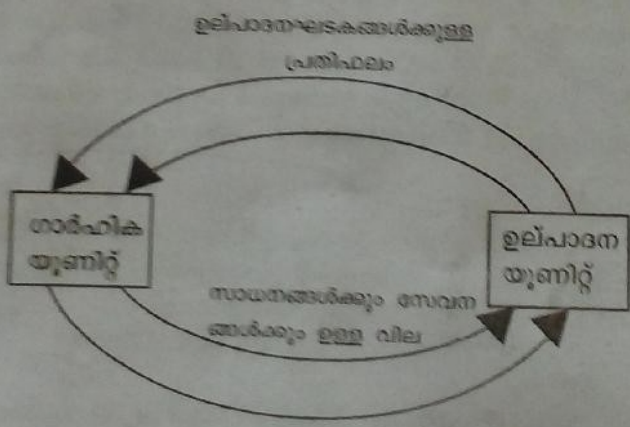 ഉല്പാദനഘടകങ്ങൾക്കുള്ള
പ്രതിഫലം
ഗാർഹിക
യൂണിറ്റ്
ഉല്പാദന
യൂണിറ്റ്
സാധനങ്ങൾക്കും സേവന
ങ്ങൾക്കും ഉള്ള വില